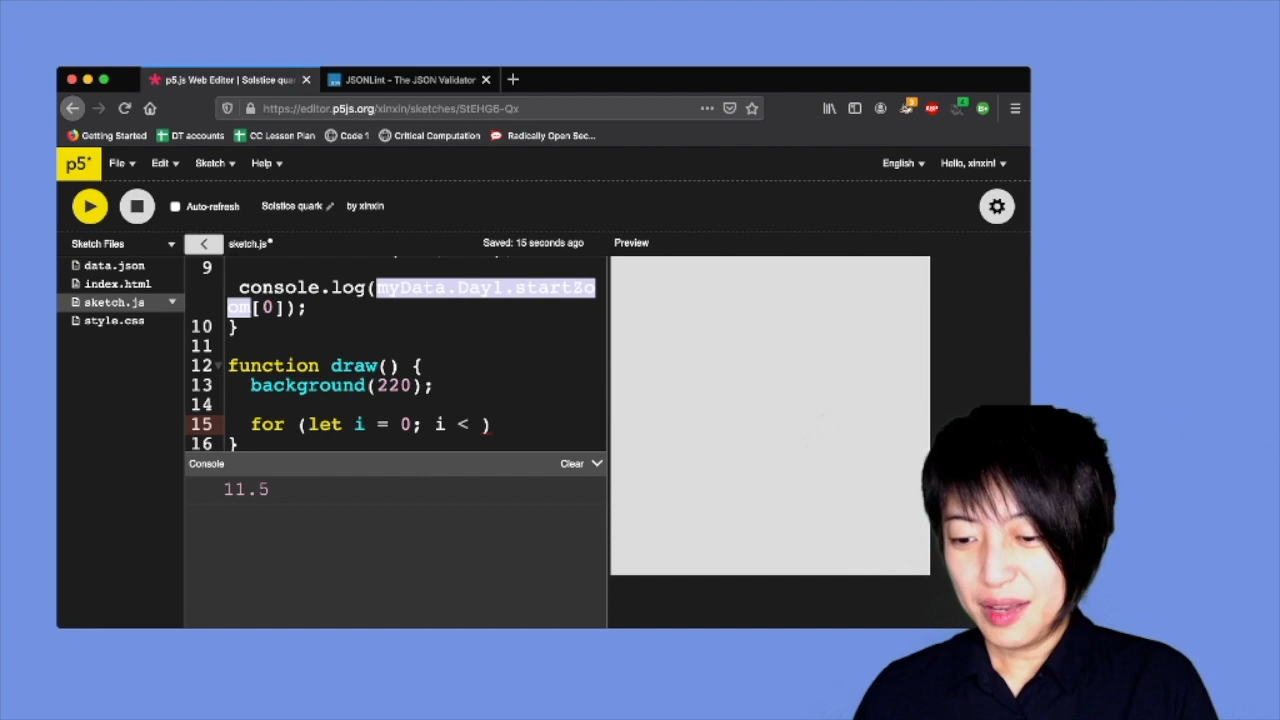 p5.js Web Editor | Solstice qua
JSONLint - The JSON Validator
https://editor.p5js.org/xinxin/sketches/StEHG6-Qx
Getting Started
DT accounts
CC Lesson Plan
Code 1
Critical Computation
Radically Open Sec...
p5*
File
Edit
Sketch
Help
English
Hello, xinxin!
Auto-refresh
Solstice quark
by xinxin
Sketch Files
sketch.js*
Saved: 15 seconds ago
Preview
data.json
index.html
sketch.js
style.css
9
console.log(myData.Day1.startZo
om[0]);
10 }
11
12 function draw() {
13 background(220);
14
15 for (let i = 0; i < )
16 }
Console
Clear
11.5